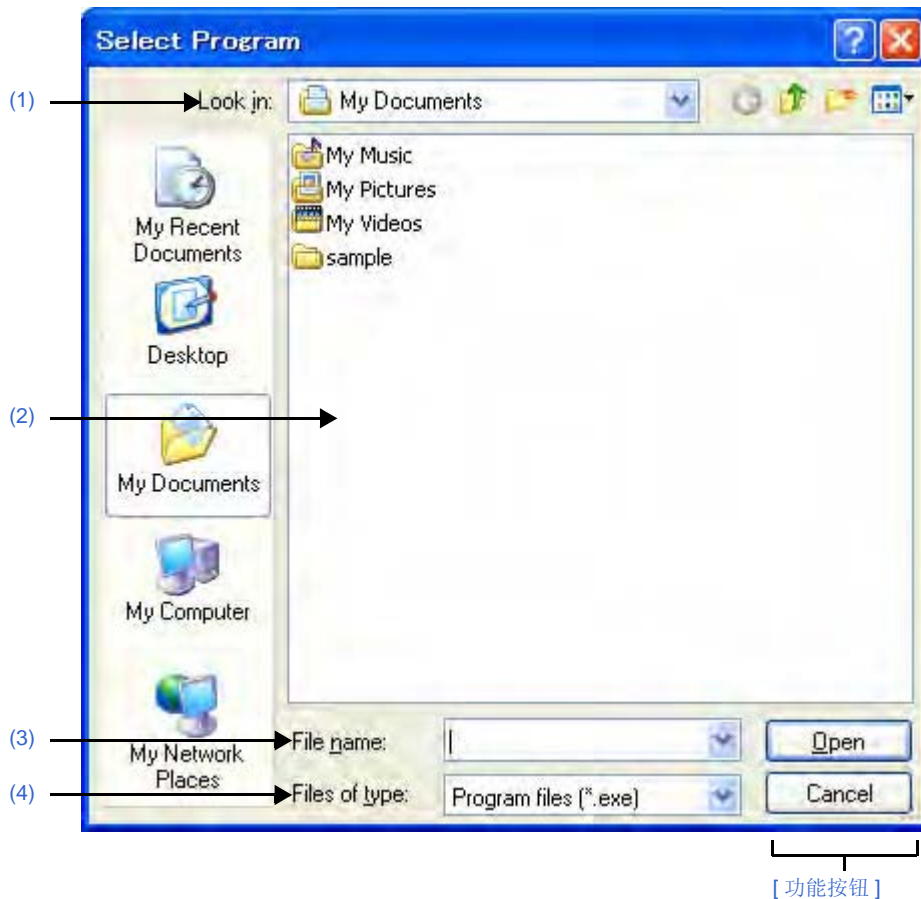 Select Program
(1) Look in: My Documents
My Music
My Pictures
My Videos
sample
My Recent
Documents
Desktop
(2)
My Documents
My Computer
My Network
Places
(3) File name: Open
(4) Files of type: Program files (*.exe) Cancel
[ 功能按钮 ]